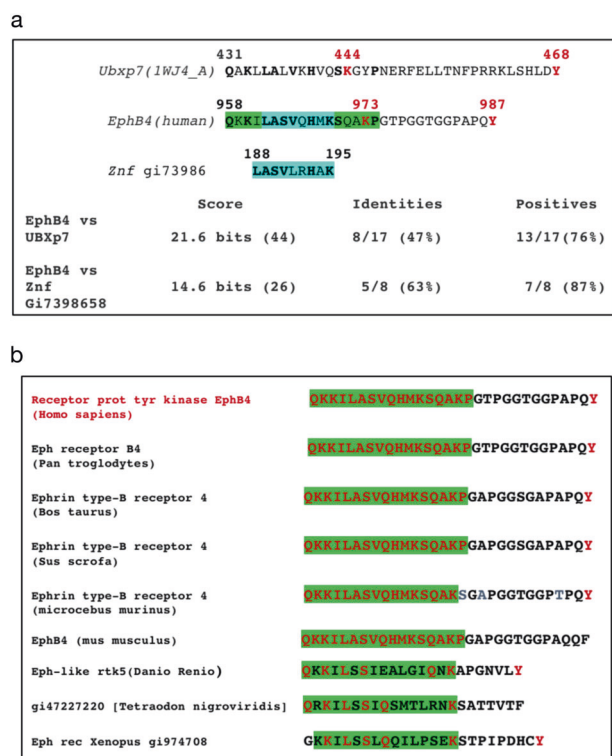 a
431 444 468
Ubxp7(1WJ4_A) QAKLLALVKHVQSKGYPNERFELLTNFPRRKLSHLDY
958 973 987
EphB4(human) QKKILASVQHMKSQAKPGTPGGTGGPAPQY
188 195
Znf gi73986 LASVLRHAK
Score Identities Positives
EphB4 vs
UBXp7 21.6 bits (44) 8/17 (47%) 13/17(76%)
EphB4 vs
Znf 14.6 bits (26) 5/8 (63%) 7/8 (87%)
Gi7398658
b
Receptor prot tyr kinase EphB4 QKKILASVQHMKSQAKPGTPGGTGGPAPQY
(Homo sapiens)
Eph receptor B4 QKKILASVQHMKSQAKPGTPGGTGGPAPQY
(Pan troglodytes)
Ephrin type-B receptor 4 QKKILASVQHMKSQAKPGAPGGSGAPAPQY
(Bos taurus)
Ephrin type-B receptor 4 QKKILASVQHMKSQAKPGAPGGSGAPAPQY
(Sus scrofa)
Ephrin type-B receptor 4 QKKILASVQHMKSQAKSGAPGGTGGPTPQY
(microcebus murinus)
EphB4 (mus musculus) QKKILASVQHMKSQAKPGAPGGTGGPAQQF
Eph-like rtk5(Danio Renio) QKKILSSIEALGIQNKAPGNVLY
gi47227220 [Tetraodon nigroviridis] QRKILSSIQSMTLRNKSATTVTF
Eph rec Xenopus gi974708 GKKILSSLQQILPSEKSTPIPDHCY